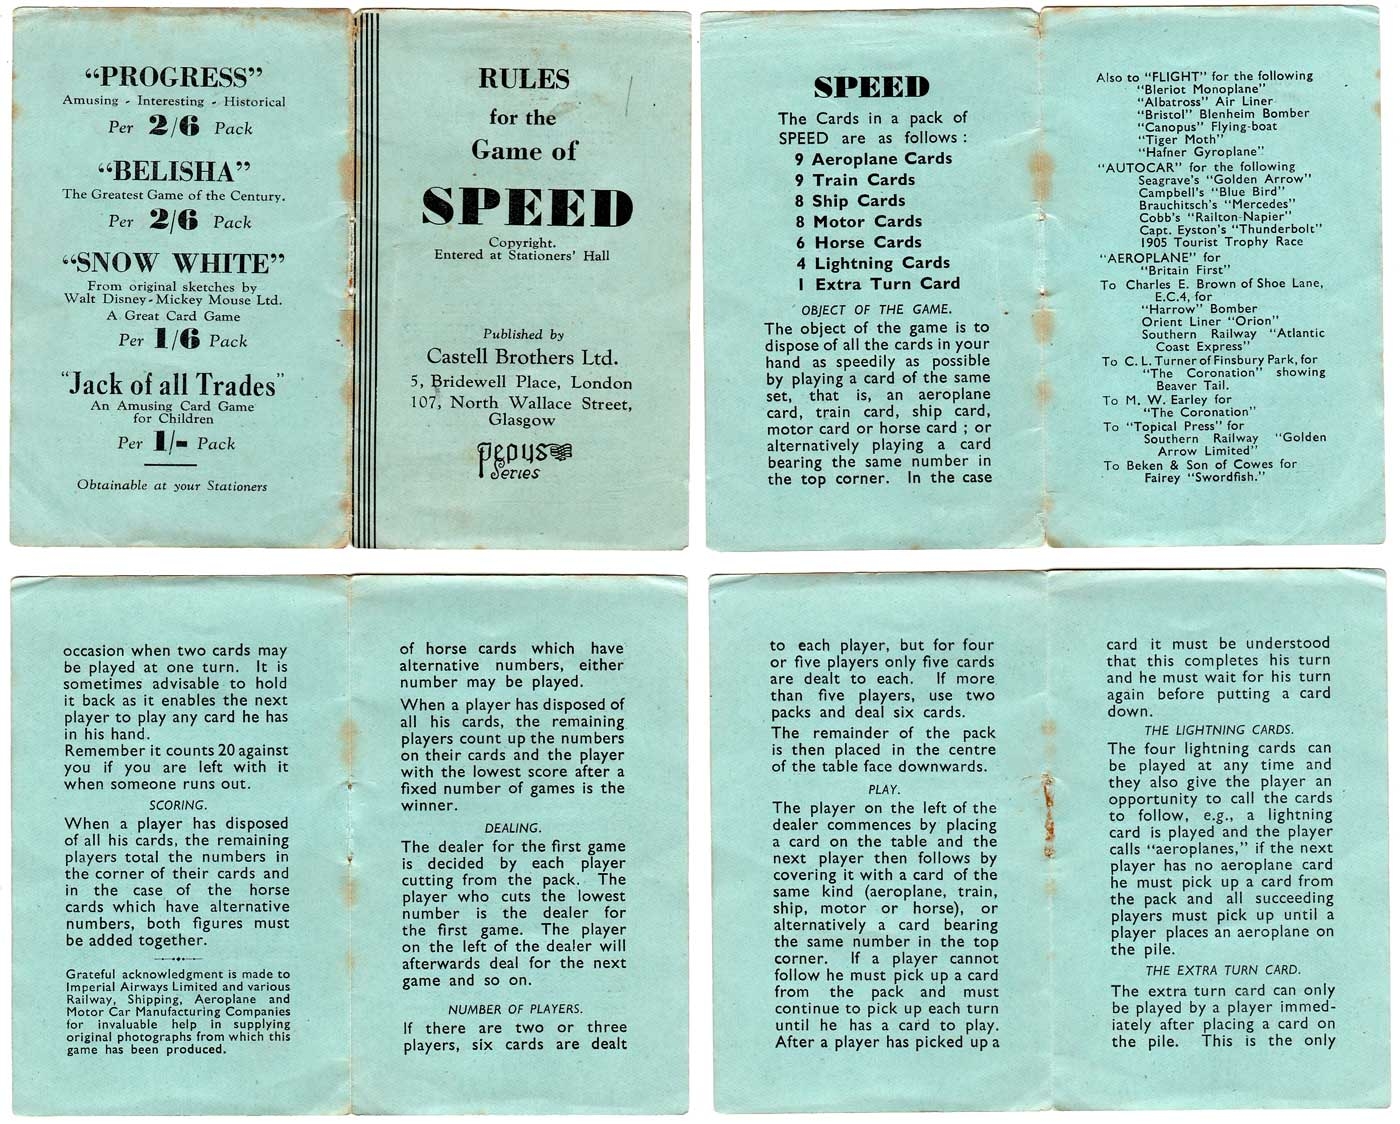 “PROGRESS”
Amusing - Interesting - Historical
Per 2/6 Pack
“BELISHA”
The Greatest Game of the Century.
Per 2/6 Pack
“SNOW WHITE”
From original sketches by
Walt Disney - Mickey Mouse Ltd.
A Great Card Game
Per 1/6 Pack
“Jack of all Trades”
An Amusing Card Game
for Children
Per 1/- Pack
Obtainable at your Stationers
RULES
for the
Game of
SPEED
Copyright.
Entered at Stationers' Hall
Published by
Castell Brothers Ltd.
5, Bridewell Place, London
107, North Wallace Street,
Glasgow
pepys
Series
SPEED
The Cards in a pack of
SPEED are as follows :
9 Aeroplane Cards
9 Train Cards
8 Ship Cards
8 Motor Cards
6 Horse Cards
4 Lightning Cards
1 Extra Turn Card
OBJECT OF THE GAME.
The object of the game is to
dispose of all the cards in your
hand as speedily as possible
by playing a card of the same
set, that is, an aeroplane
card, train card, ship card,
motor card or horse card ; or
alternatively playing a card
bearing the same number in
the top corner. In the case
Also to “FLIGHT” for the following
“Bleriot Monoplane”
“Albatross” Air Liner
“Bristol” Blenheim Bomber
“Canopus” Flying-boat
“Tiger Moth”
“Hafner Gyroplane”
“AUTOCAR” for the following
Seagrave's “Golden Arrow”
Campbell's “Blue Bird”
Brauchitsch's “Mercedes”
Cobb's “Railton-Napier”
Capt. Eyston's “Thunderbolt”
1905 Tourist Trophy Race
“AEROPLANE” for
“Britain First”
To Charles E. Brown of Shoe Lane,
E.C.4, for
“Harrow” Bomber
Orient Liner “Orion”
Southern Railway “Atlantic
Coast Express”
To C. L. Turner of Finsbury Park, for
“The Coronation” showing
Beaver Tail.
To M. W. Earley for
“The Coronation”
To “Topical Press” for
Southern Railway “Golden
Arrow Limited”
To Beken & Son of Cowes for
Fairey “Swordfish.”
occasion when two cards may
be played at one turn. It is
sometimes advisable to hold
it back as it enables the next
player to play any card he has
in his hand.
Remember it counts 20 against
you if you are left with it
when someone runs out.
SCORING.
When a player has disposed
of all his cards, the remaining
players total the numbers in
the corner of their cards and
in the case of the horse
cards which have alternative
numbers, both figures must
be added together.
Grateful acknowledgment is made to
Imperial Airways Limited and various
Railway, Shipping, Aeroplane and
Motor Car Manufacturing Companies
for invaluable help in supplying
original photographs from which this
game has been produced.
of horse cards which have
alternative numbers, either
number may be played.
When a player has disposed of
all his cards, the remaining
players count up the numbers
on their cards and the player
with the lowest score after a
fixed number of games is the
winner.
DEALING.
The dealer for the first game
is decided by each player
cutting from the pack. The
player who cuts the lowest
number is the dealer for
the first game. The player
on the left of the dealer will
afterwards deal for the next
game and so on.
NUMBER OF PLAYERS.
If there are two or three
players, six cards are dealt
to each player, but for four
or five players only five cards
are dealt to each. If more
than five players, use two
packs and deal six cards.
The remainder of the pack
is then placed in the centre
of the table face downwards.
PLAY.
The player on the left of the
dealer commences by placing
a card on the table and the
next player then follows by
covering it with a card of the
same kind (aeroplane, train,
ship, motor or horse), or
alternatively a card bearing
the same number in the top
corner. If a player cannot
follow he must pick up a card
from the pack and must
continue to pick up each turn
until he has a card to play.
After a player has picked up a
card it must be understood
that this completes his turn
and he must wait for his turn
again before putting a card
down.
THE LIGHTNING CARDS.
The four lightning cards can
be played at any time and
they also give the player an
opportunity to call the cards
to follow, e.g., a lightning
card is played and the player
calls “aeroplanes,” if the next
player has no aeroplane card
he must pick up a card from
the pack and all succeeding
players must pick up until a
player places an aeroplane on
the pile.
THE EXTRA TURN CARD.
The extra turn card can only
be played by a player immed-
iately after placing a card on
the pile. This is the only